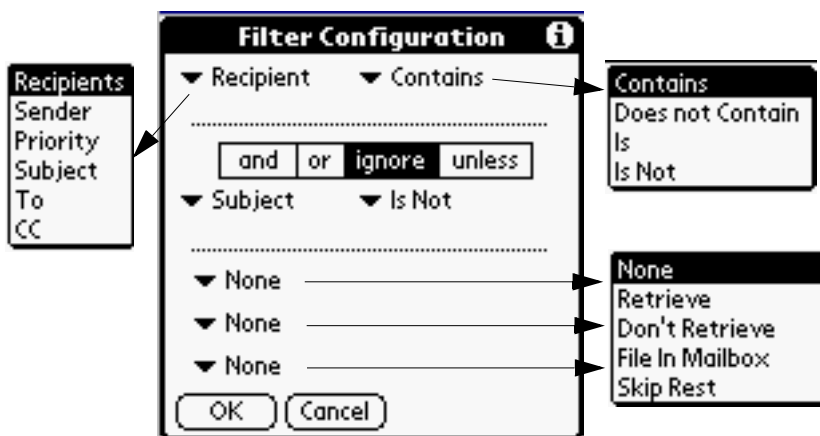 Filter Configuration i
Recipient Contains
and or ignore unless
Subject Is Not
None
None
None
OK Cancel
Recipients
Sender
Priority
Subject
To
CC
Contains
Does not Contain
Is
Is Not
None
Retrieve
Don't Retrieve
File In Mailbox
Skip Rest